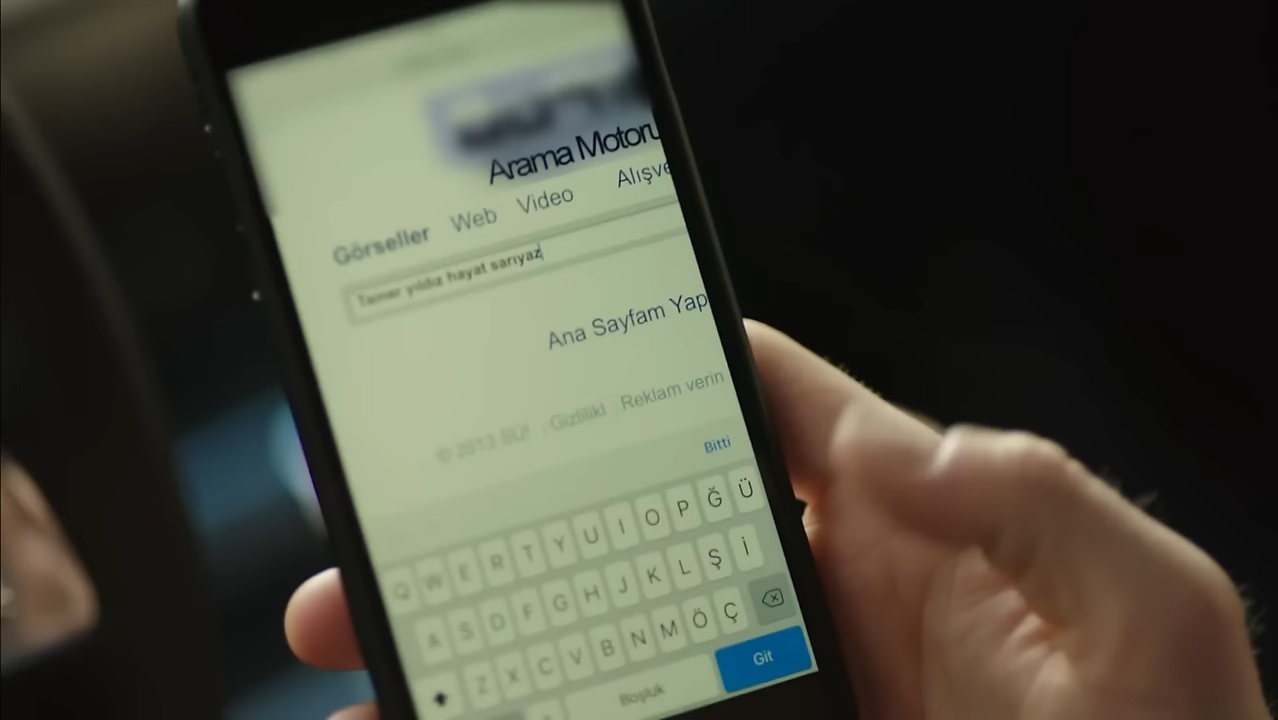 Arama Motoru
Görseller Web Video Alışve
Tamer yıldız hayat sarıyaz
Ana Sayfam Yap
© 2013 SU! Gizlilikl Reklam verin
Bitti
Q W E R T Y U I O P Ğ Ü
A S D F G H J K L Ş İ
Z X C V B N M Ö Ç
Boşluk Git